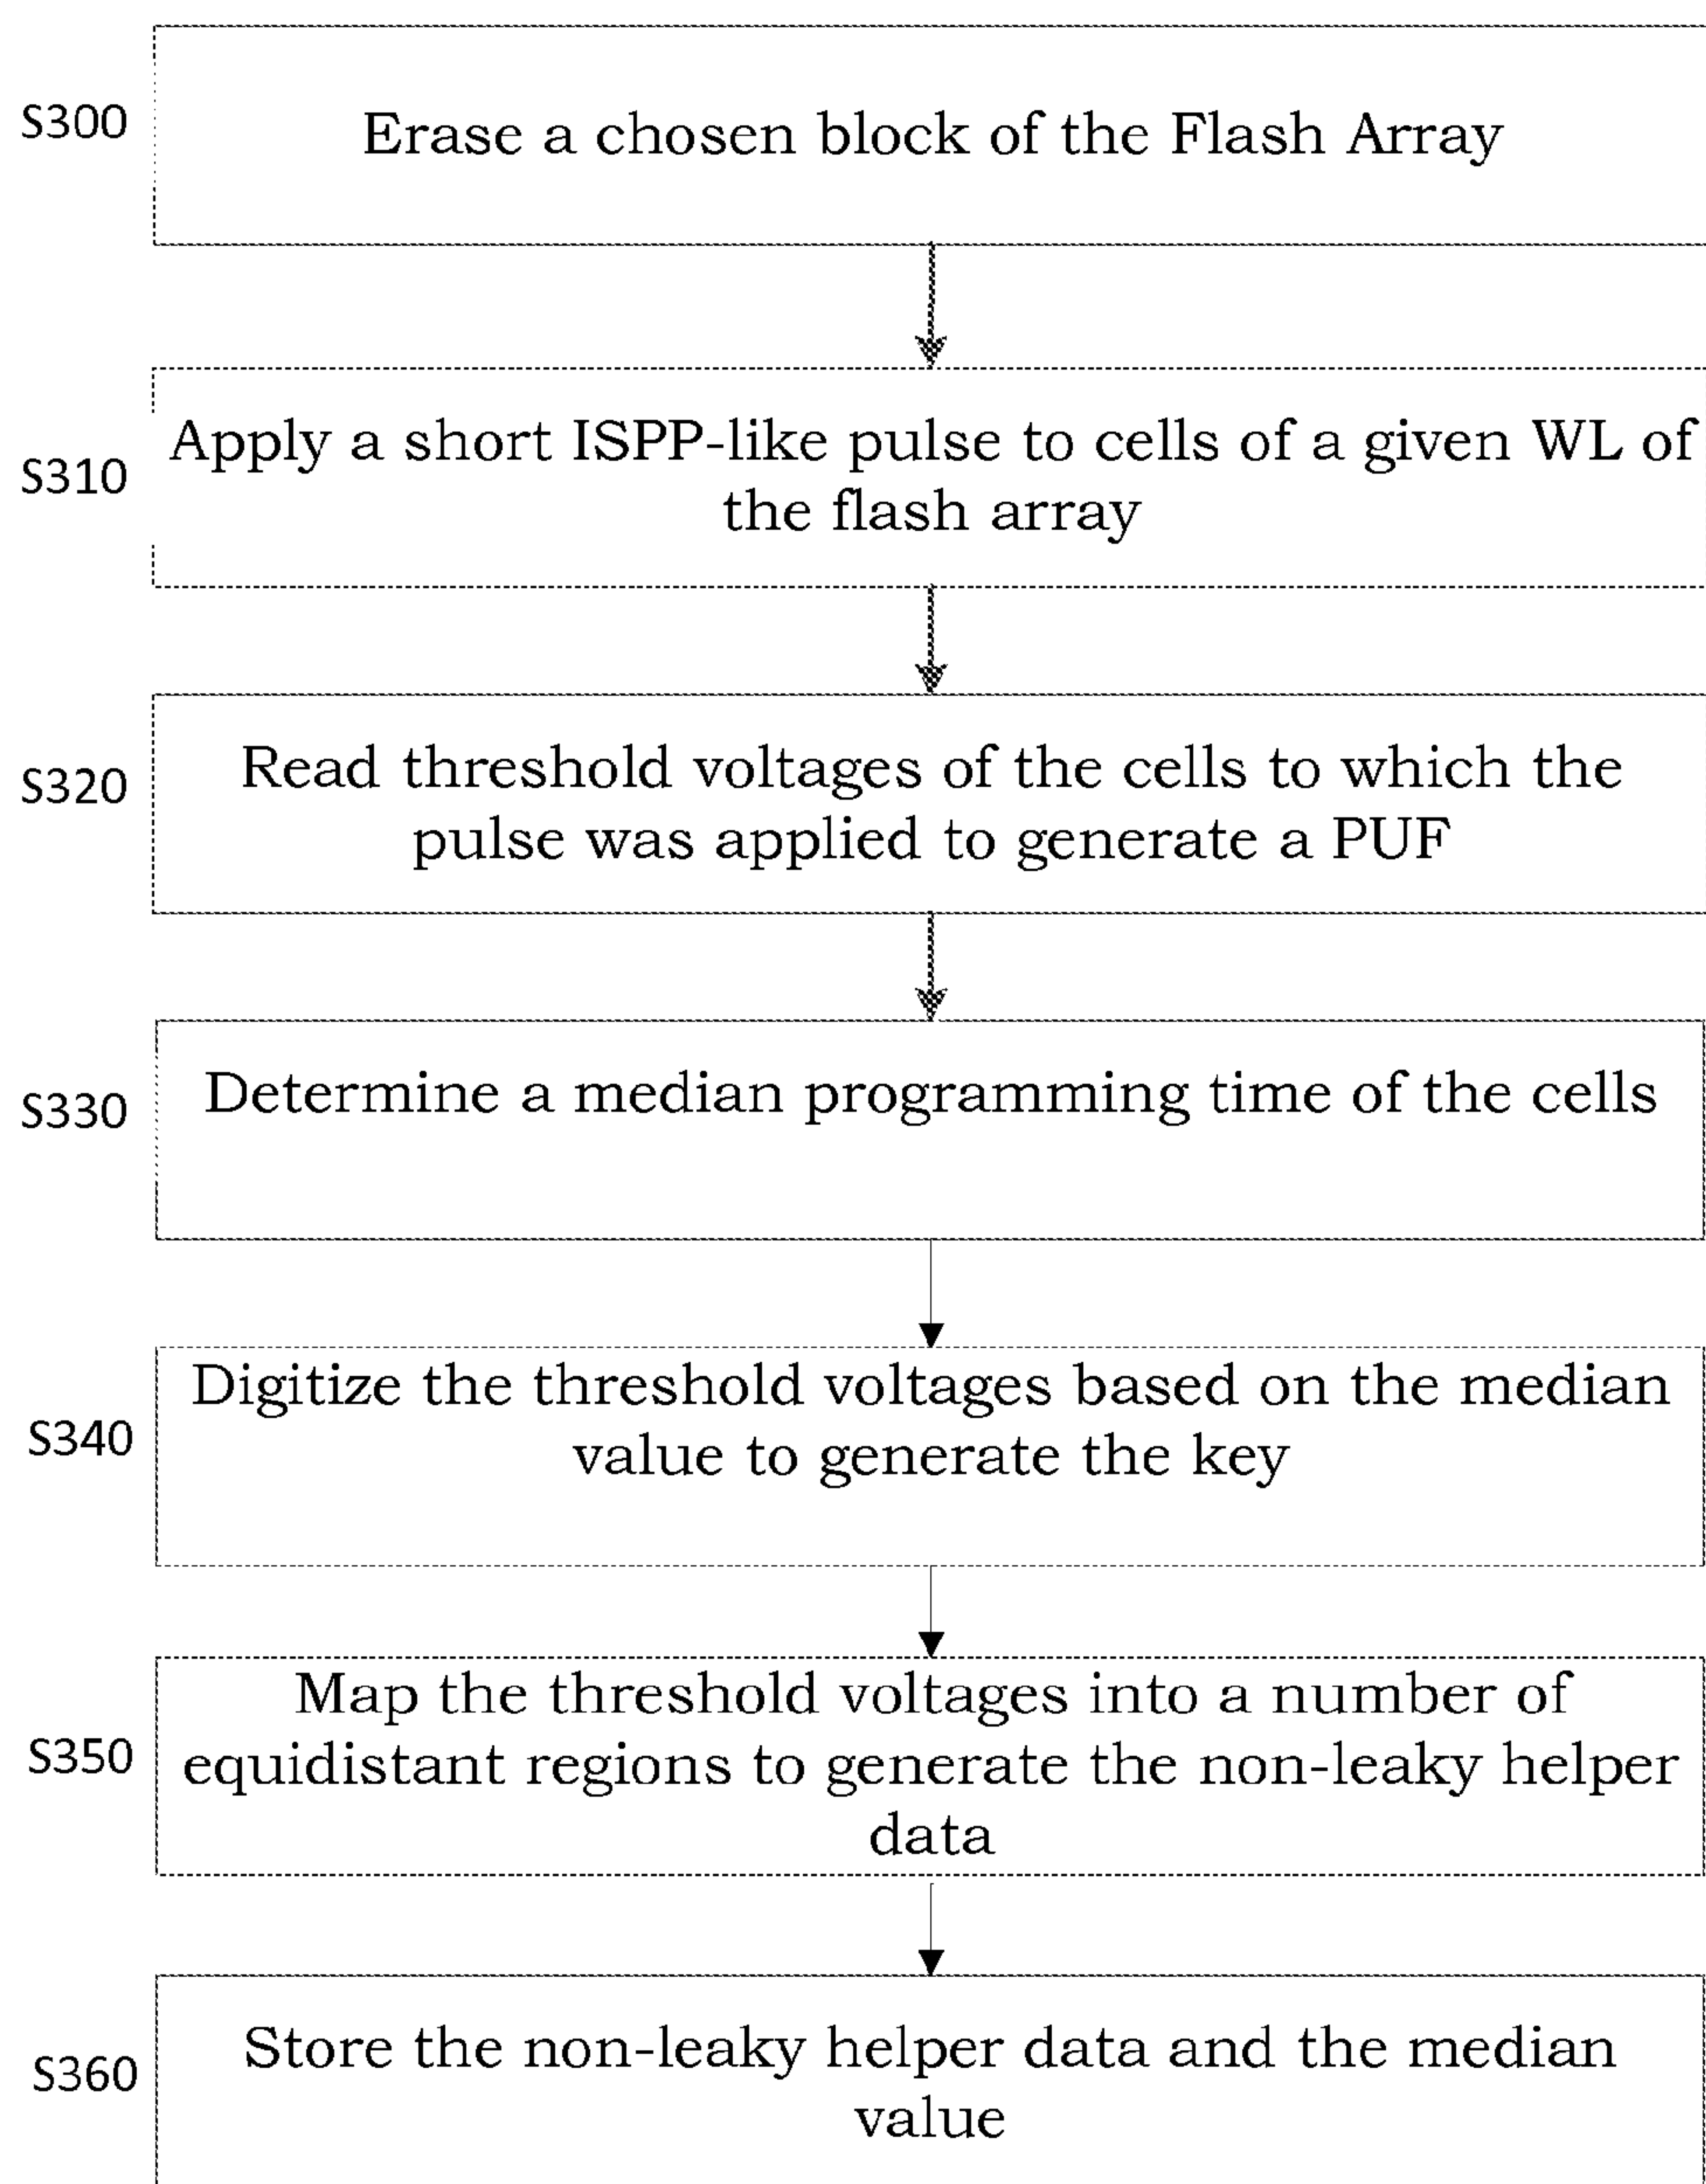 S300
Erase a chosen block of the Flash Array
S310
Apply a short ISPP-like pulse to cells of a given WL of
the flash array
S320
Read threshold voltages of the cells to which the
pulse was applied to generate a PUF
S330
Determine a median programming time of the cells
S340
Digitize the threshold voltages based on the median
value to generate the key
S350
Map the threshold voltages into a number of
equidistant regions to generate the non-leaky helper
data
S360
Store the non-leaky helper data and the median
value